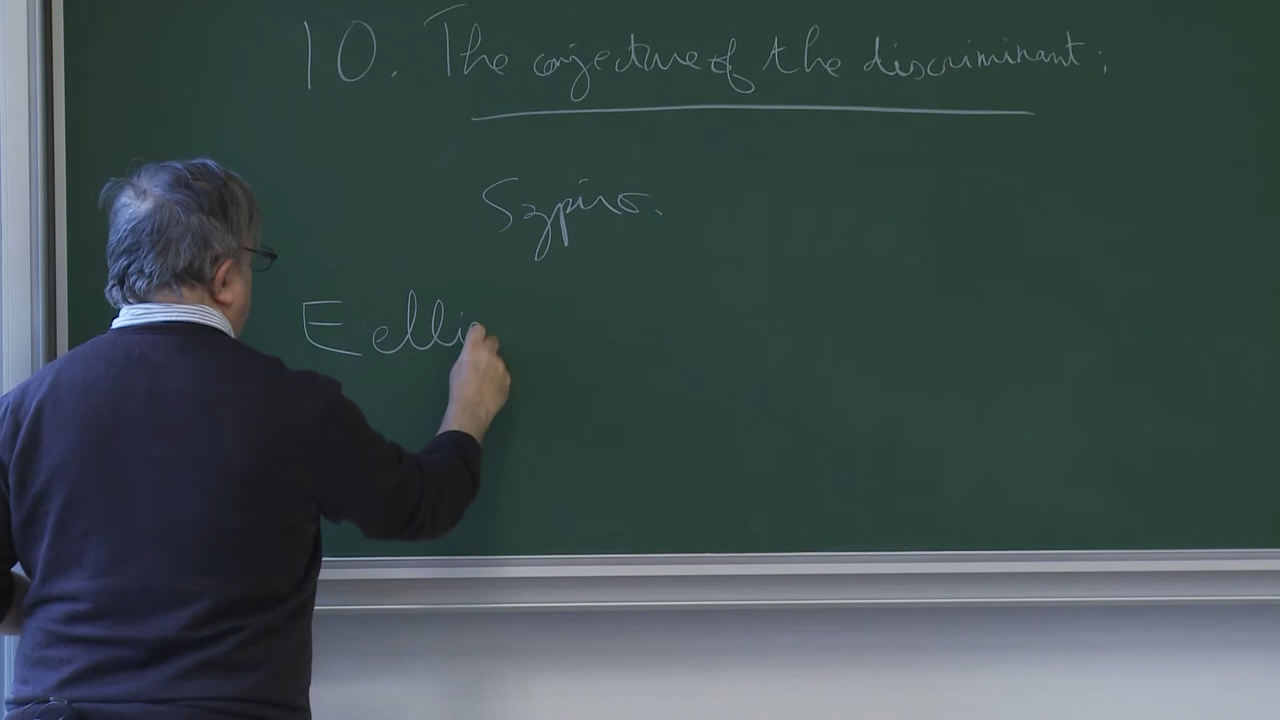 10. The conjecture of the discriminant;
Szpiro.
E elli